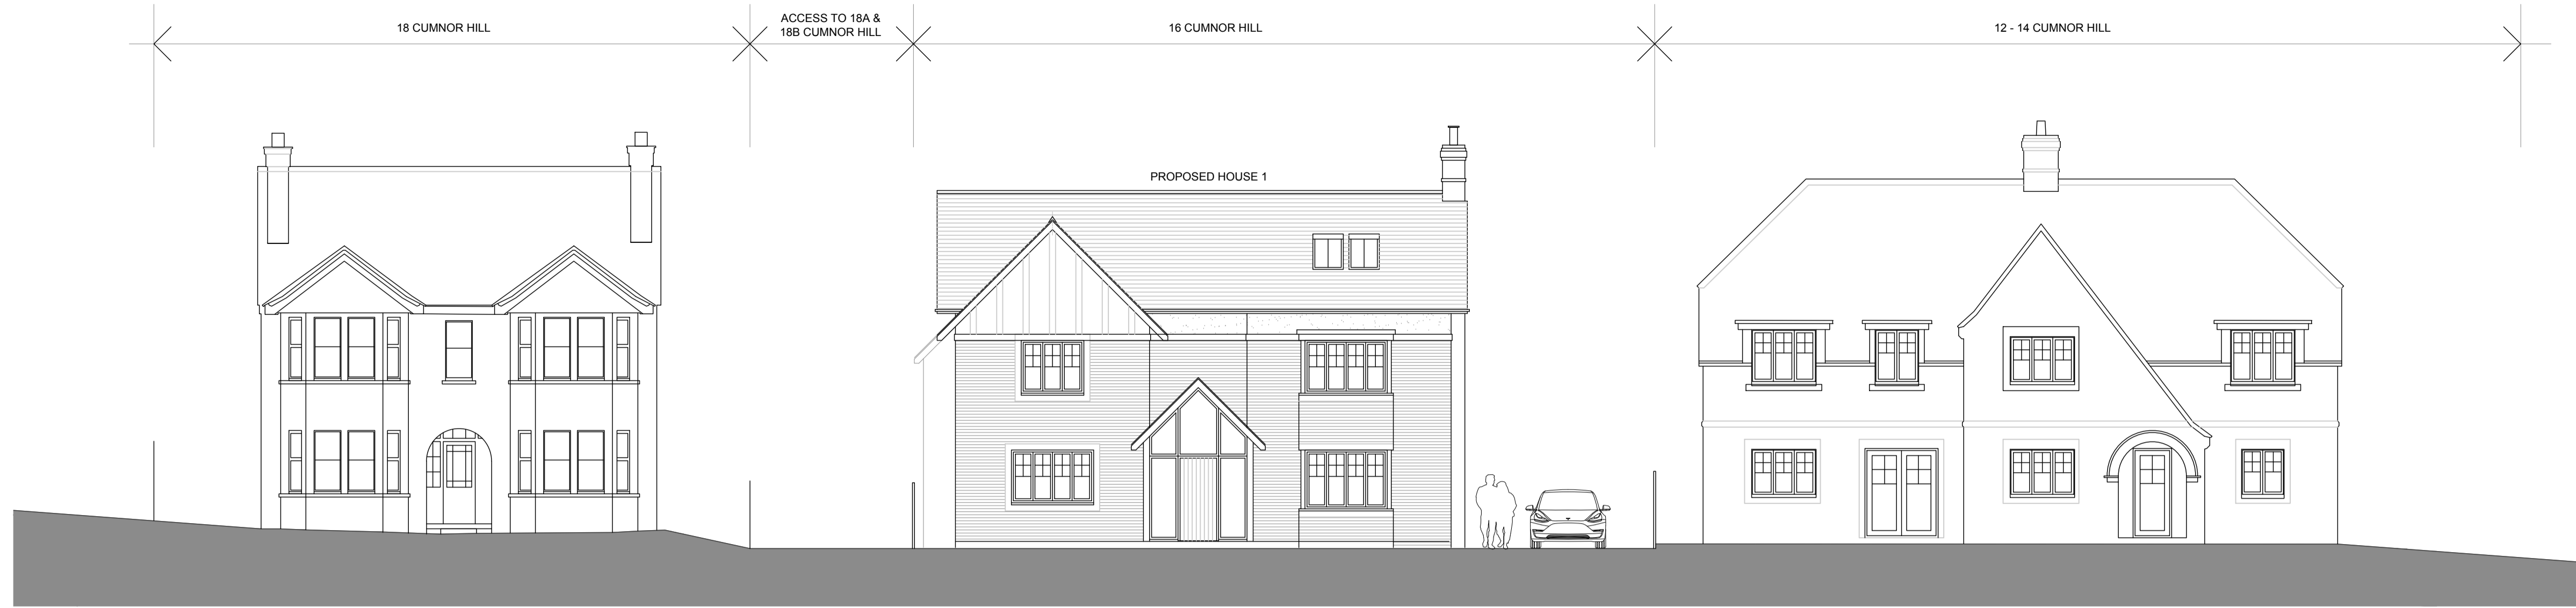 18 CUMNOR HILL
ACCESS TO 18A &
18B CUMNOR HILL
16 CUMNOR HILL
12 - 14 CUMNOR HILL
PROPOSED HOUSE 1